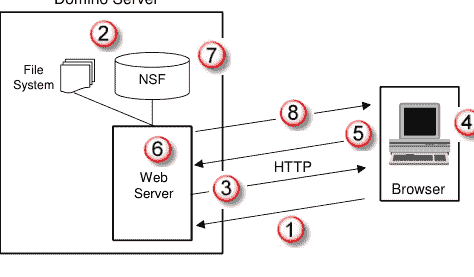 Domino Server
2
7
File
System
NSF
8
4
5
6
HTTP
Web
Server
3
Browser
1